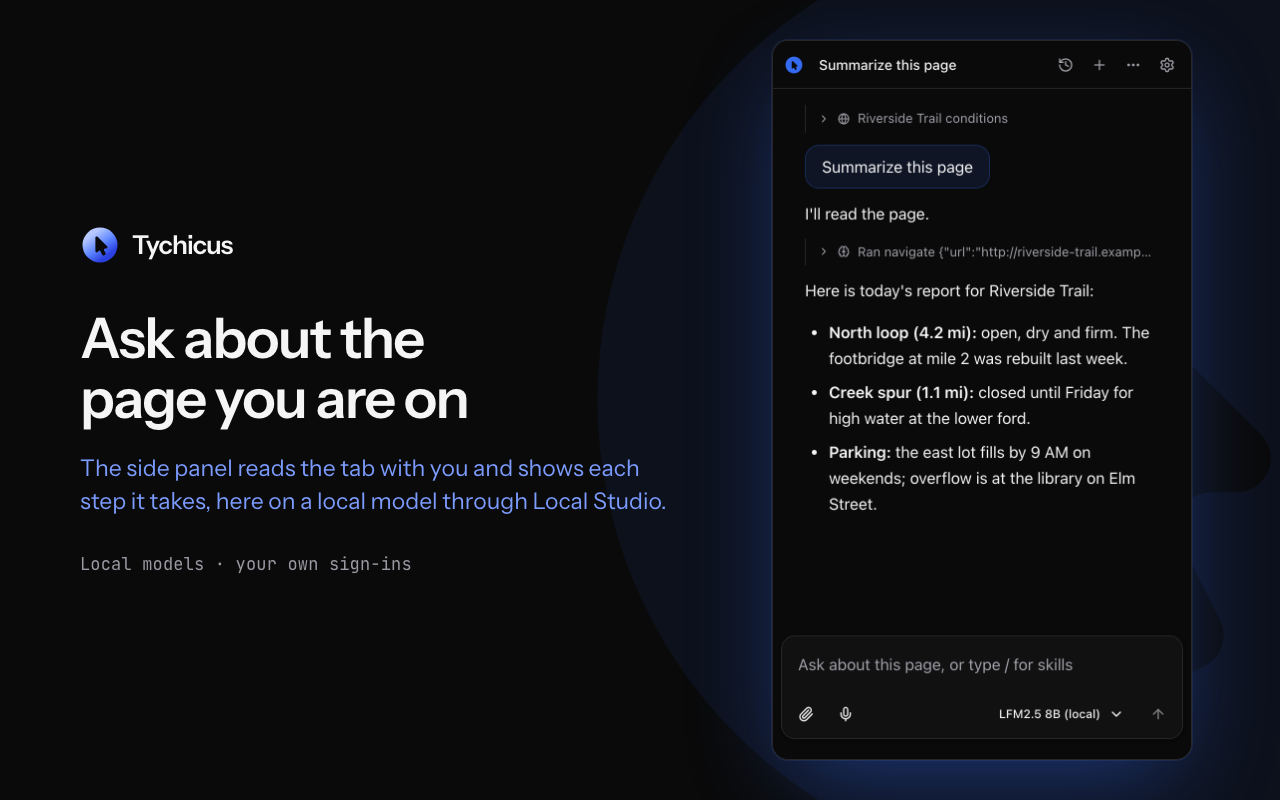 Tychicus
Ask about the
page you are on
The side panel reads the tab with you and shows each
step it takes, here on a local model through Local Studio.
Local models · your own sign-ins
Summarize this page
Riverside Trail conditions
Summarize this page
I'll read the page.
Ran navigate {"url":"http://riverside-trail.examp...
Here is today's report for Riverside Trail:
• North loop (4.2 mi): open, dry and firm. The
footbridge at mile 2 was rebuilt last week.
• Creek spur (1.1 mi): closed until Friday for
high water at the lower ford.
• Parking: the east lot fills by 9 AM on
weekends; overflow is at the library on Elm
Street.
Ask about this page, or type / for skills
LFM2.5 8B (local)